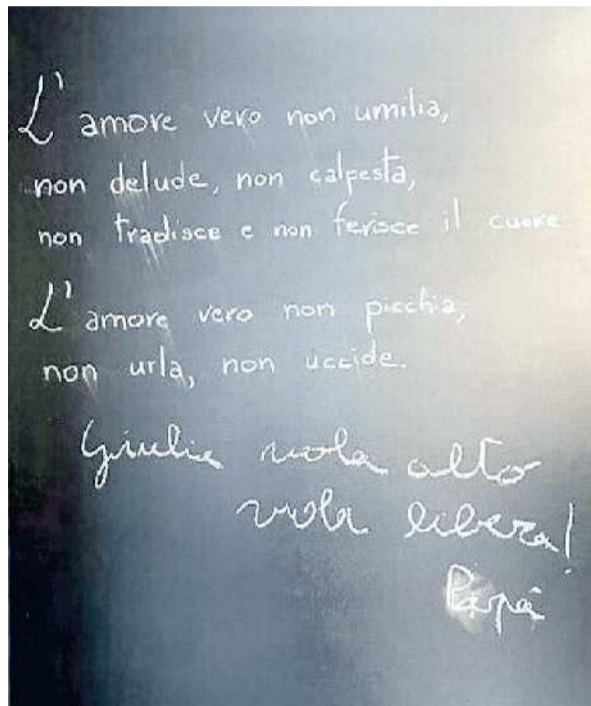 L'amore vero non umilia,
non delude, non calpesta,
non tradisce e non ferisce il cuore
L'amore vero non picchia,
non urla, non uccide.
Giulia vola alto
vola libera!
Papà